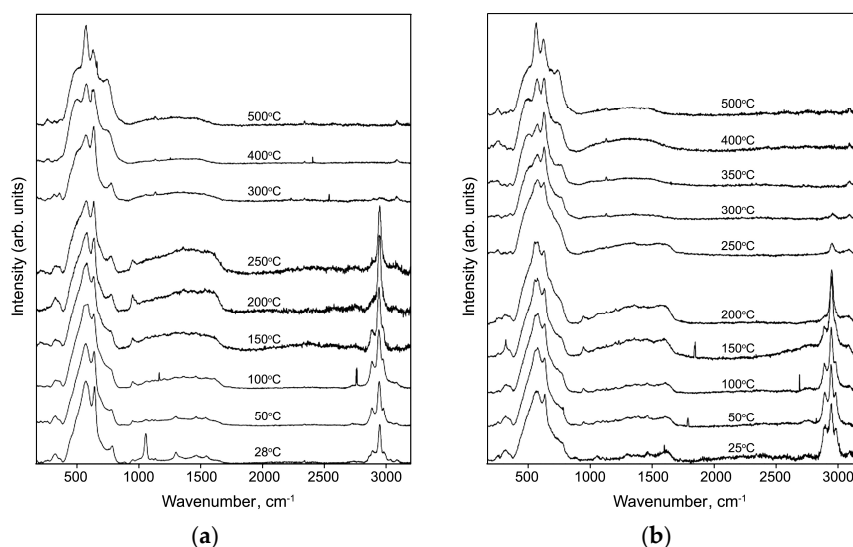 Intensity (arb. units)
500°C
400°C
300°C
250°C
200°C
150°C
100°C
50°C
28°C
500 1000 1500 2000 2500 3000
Wavenumber, cm-1
(a)
Intensity (arb. units)
500°C
400°C
350°C
300°C
250°C
200°C
150°C
100°C
50°C
25°C
500 1000 1500 2000 2500 3000
Wavenumber, cm-1
(b)